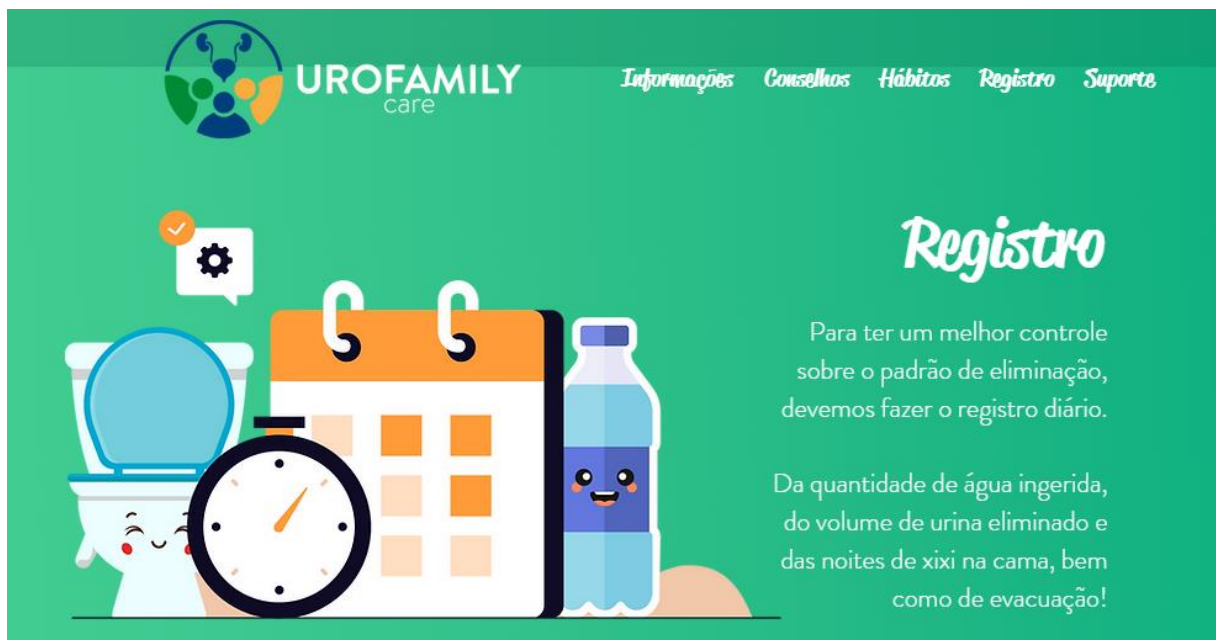 UROFAMILY
care
Informações Conselhos Hábitos Registro Suporte
Registro
Para ter um melhor controle
sobre o padrão de eliminação,
devemos fazer o registro diário.
Da quantidade de água ingerida,
do volume de urina eliminado e
das noites de xixi na cama, bem
como de evacuação!